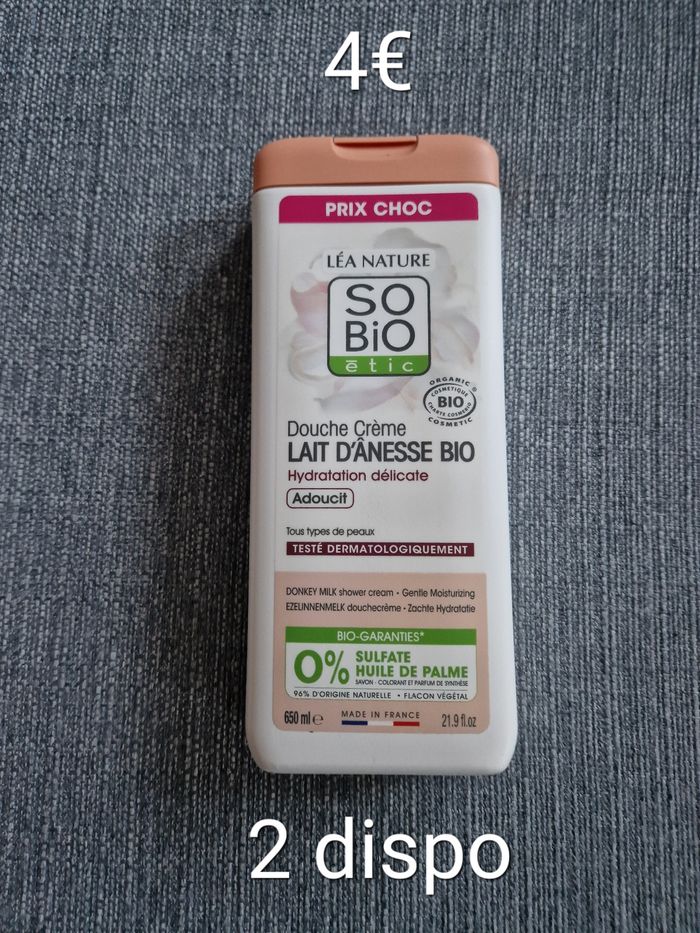 4€
PRIX CHOC
LÉA NATURE
SO
BiO
ētic
ORGANIC
COSMETIQUE
BIO
CHARTE COSMEBIO
COSMETIC
Douche Crème
LAIT D'ÂNESSE BIO
Hydratation délicate
Adoucit
Tous types de peaux
TESTÉ DERMATOLOGIQUEMENT
DONKEY MILK shower cream • Gentle Moisturizing
EZELINNENMELK douchecrème • Zachte Hydratatie
BIO-GARANTIES*
0% SULFATE
HUILE DE PALME
SAVON - COLORANT ET PARFUM DE SYNTHÈSE
96% D'ORIGINE NATURELLE • FLACON VÉGÉTAL
650 ml e MADE IN FRANCE 21.9 fl.oz
2 dispo